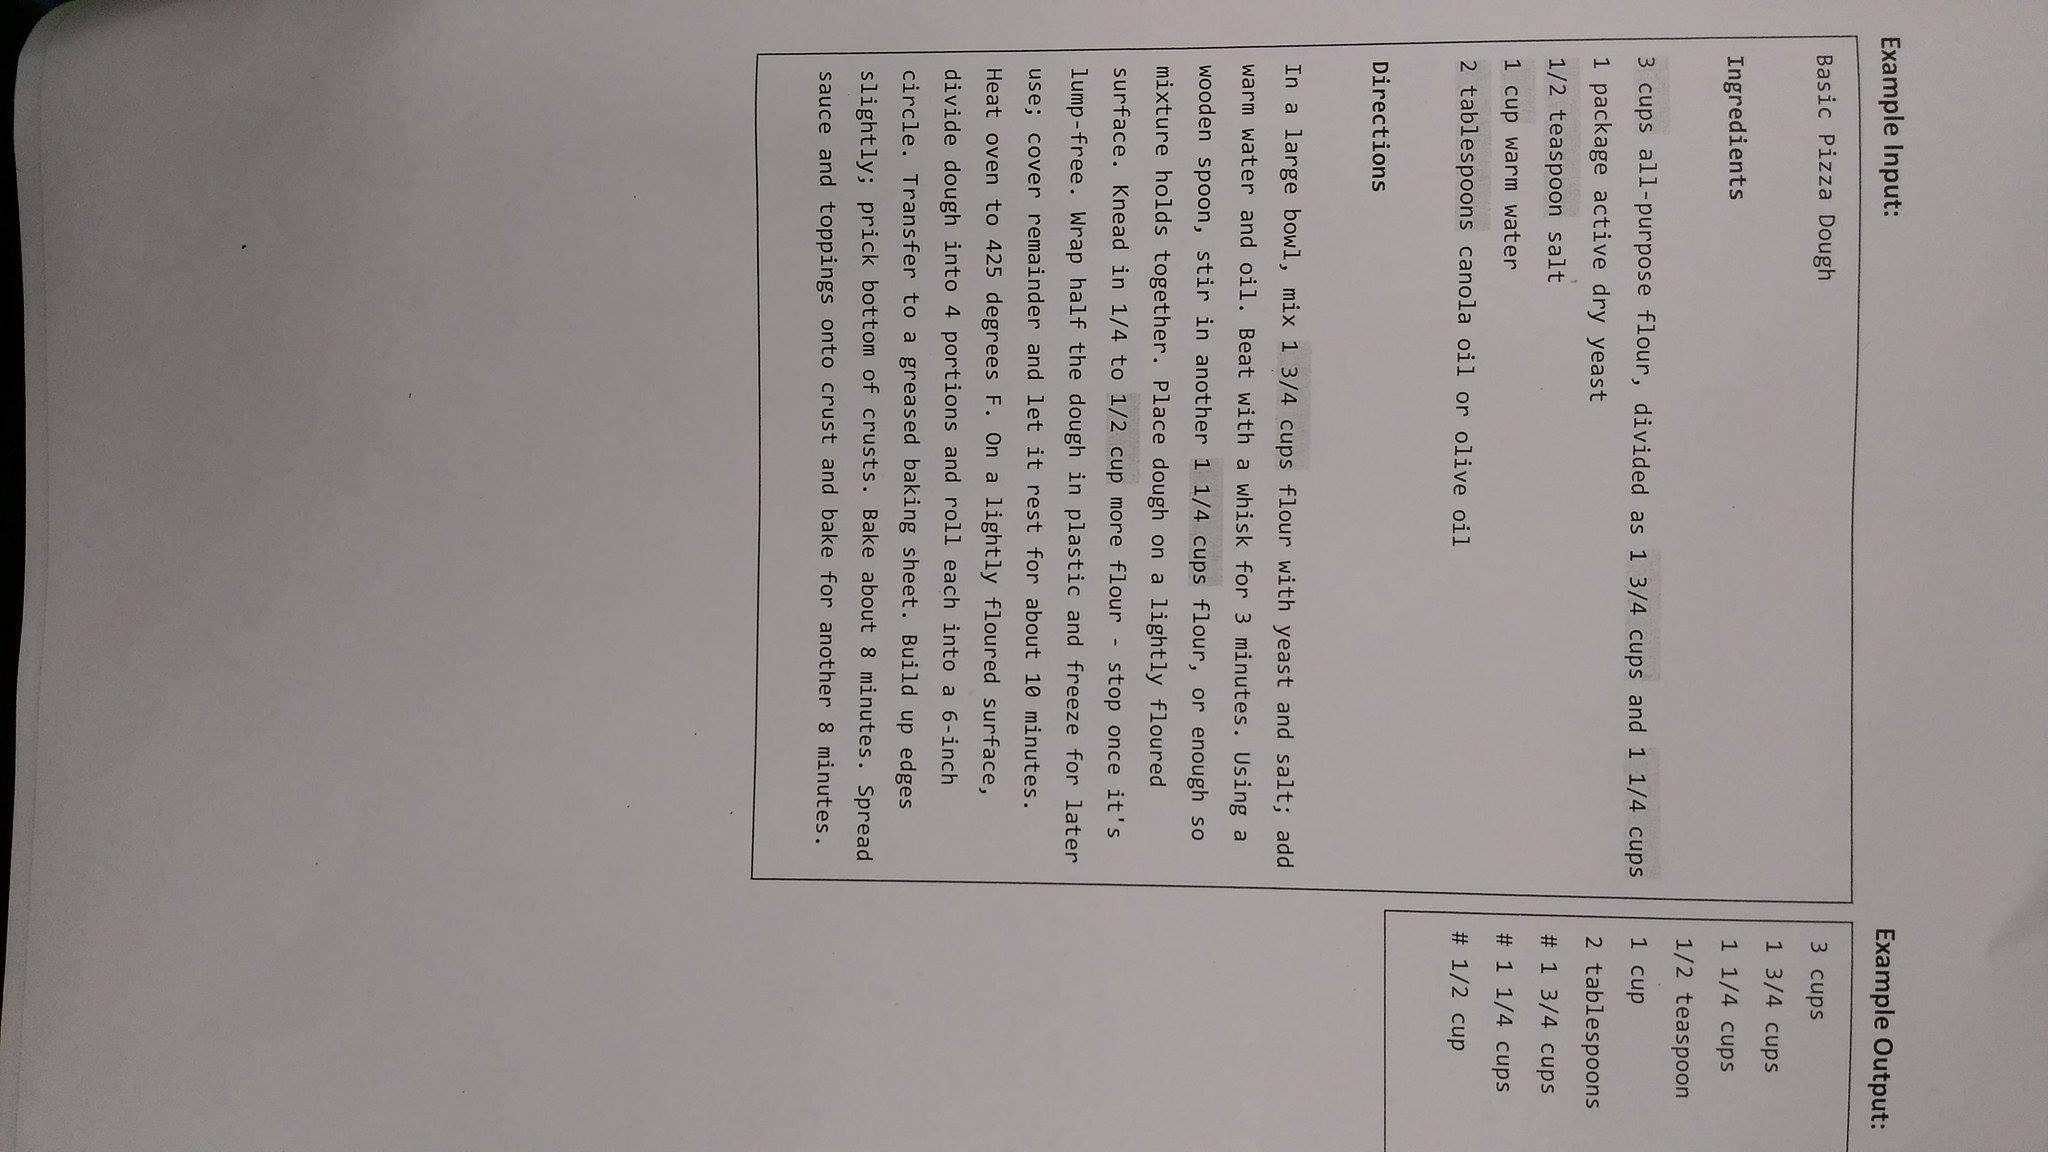 Example Input:
Basic Pizza Dough
Ingredients
3 cups all-purpose flour, divided as 1 3/4 cups and 1 1/4 cups
1 package active dry yeast
1/2 teaspoon salt
1 cup warm water
2 tablespoons canola oil or olive oil
Directions
In a large bowl, mix 1 3/4 cups flour with yeast and salt; add
warm water and oil. Beat with a whisk for 3 minutes. Using a
wooden spoon, stir in another 1 1/4 cups flour, or enough so
mixture holds together. Place dough on a lightly floured
surface. Knead in 1/4 to 1/2 cup more flour - stop once it's
lump-free. Wrap half the dough in plastic and freeze for later
use; cover remainder and let it rest for about 10 minutes.
Heat oven to 425 degrees F. On a lightly floured surface,
divide dough into 4 portions and roll each into a 6-inch
circle. Transfer to a greased baking sheet. Build up edges
slightly; prick bottom of crusts. Bake about 8 minutes. Spread
sauce and toppings onto crust and bake for another 8 minutes.
Example Output:
3 cups
1 3/4 cups
1 1/4 cups
1/2 teaspoon
1 cup
2 tablespoons
# 1 3/4 cups
# 1 1/4 cups
# 1/2 cup